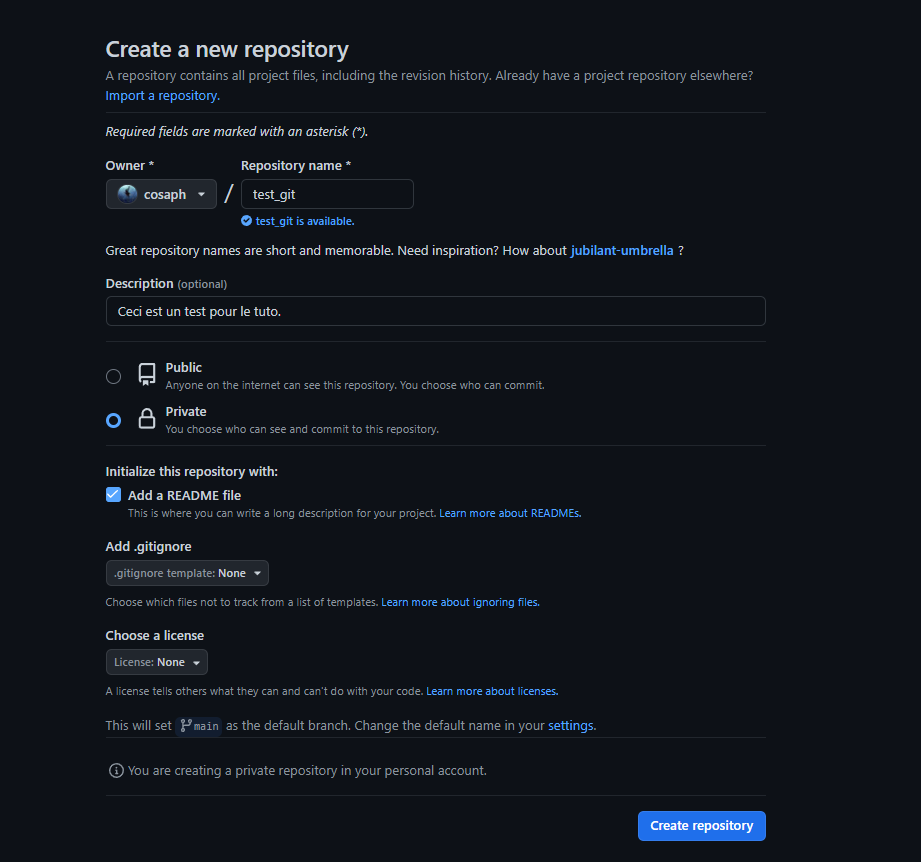 Create a new repository
A repository contains all project files, including the revision history. Already have a project repository elsewhere?
Import a repository.
Required fields are marked with an asterisk (*).
Owner * Repository name *
cosaph / test_git
test_git is available.
Great repository names are short and memorable. Need inspiration? How about jubilant-umbrella ?
Description (optional)
Ceci est un test pour le tuto.
Public
Anyone on the internet can see this repository. You choose who can commit.
Private
You choose who can see and commit to this repository.
Initialize this repository with:
Add a README file
This is where you can write a long description for your project. Learn more about READMEs.
Add .gitignore
.gitignore template: None
Choose which files not to track from a list of templates. Learn more about ignoring files.
Choose a license
License: None
A license tells others what they can and can't do with your code. Learn more about licenses.
This will set main as the default branch. Change the default name in your settings.
You are creating a private repository in your personal account.
Create repository